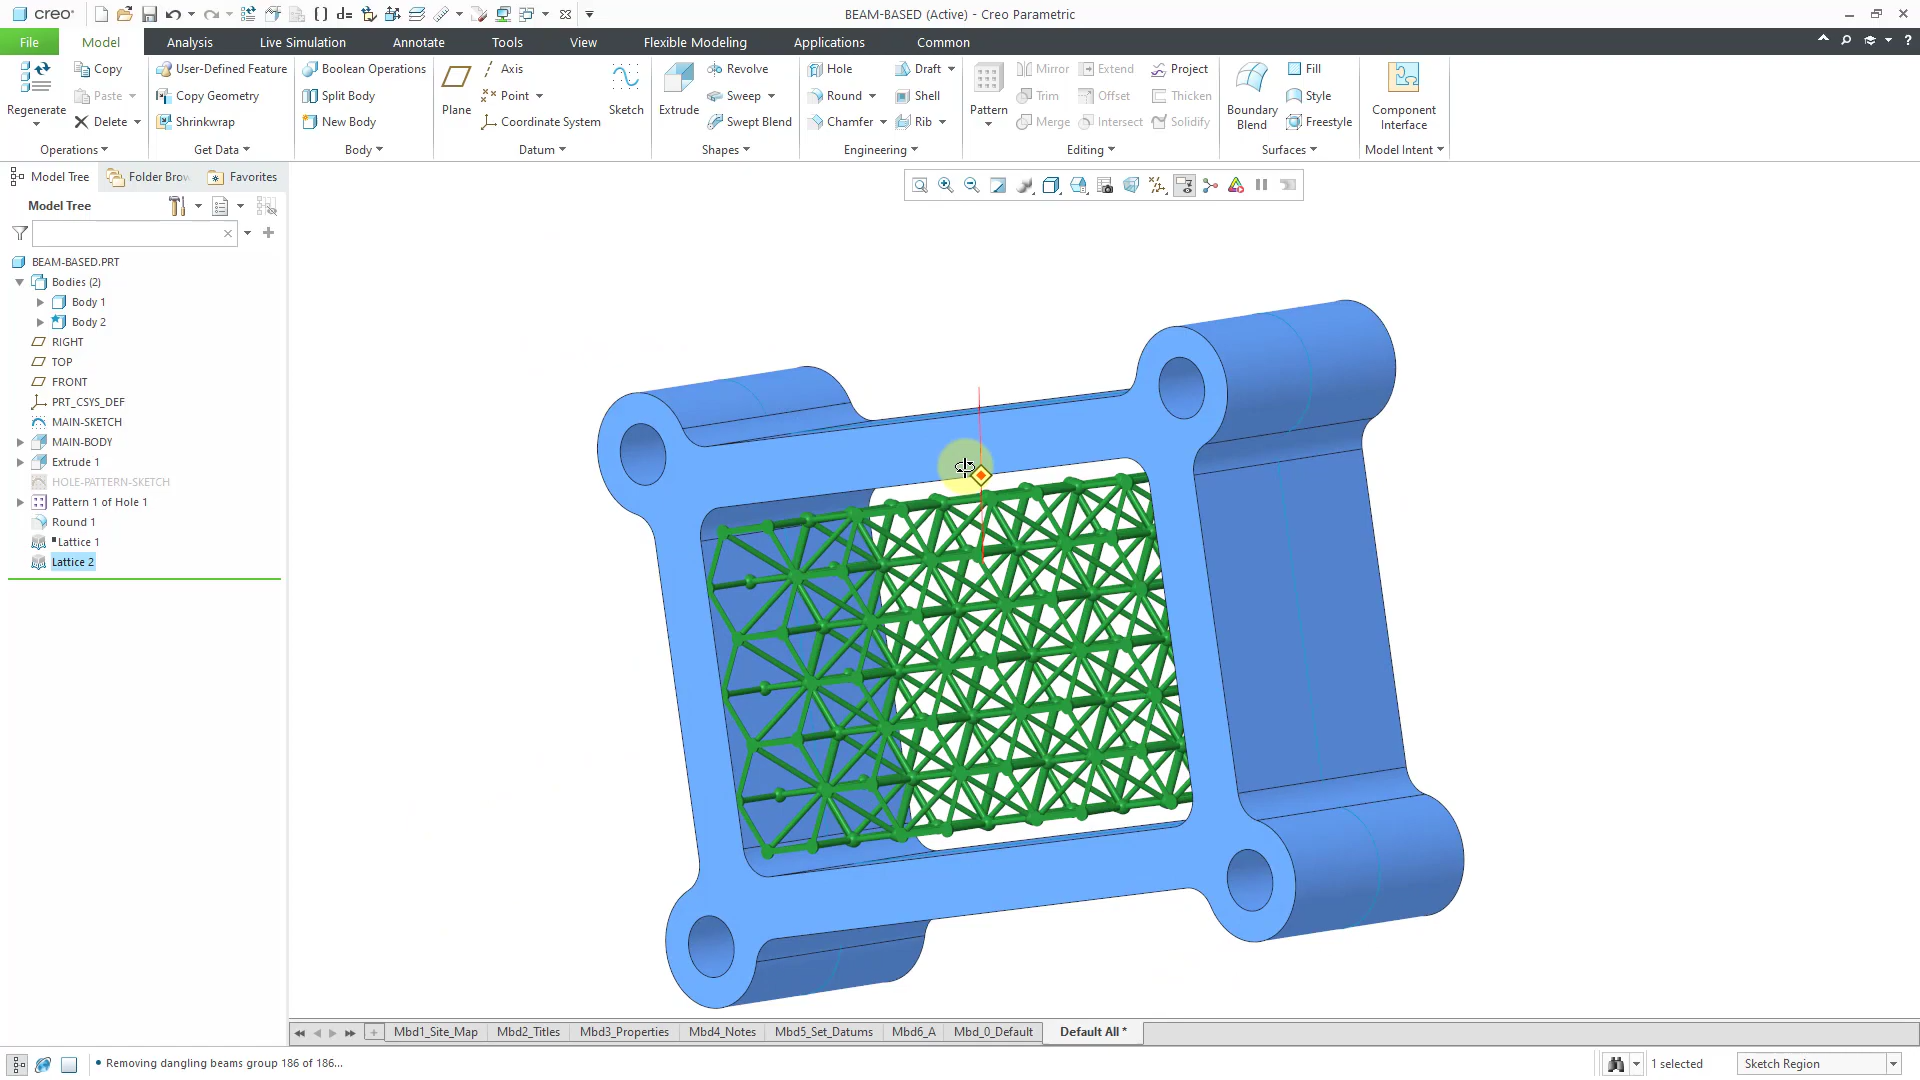 creo
BEAM-BASED (Active) - Creo Parametric
File
Model
Analysis
Live Simulation
Annotate
Tools
View
Flexible Modeling
Applications
Common
Regenerate
Copy
Paste
Delete
Operations
User-Defined Feature
Copy Geometry
Shrinkwrap
Get Data
Boolean Operations
Split Body
New Body
Body
Plane
Axis
Point
Coordinate System
Sketch
Datum
Extrude
Revolve
Sweep
Swept Blend
Shapes
Hole
Round
Chamfer
Draft
Shell
Rib
Engineering
Pattern
Mirror
Trim
Merge
Extend
Offset
Intersect
Project
Thicken
Solidify
Editing
Boundary
Blend
Fill
Style
Freestyle
Surfaces
Component
Interface
Model Intent
Model Tree
Folder Brow
Favorites
Model Tree
BEAM-BASED.PRT
Bodies (2)
Body 1
Body 2
RIGHT
TOP
FRONT
PRT_CSYS_DEF
MAIN-SKETCH
MAIN-BODY
Extrude 1
HOLE-PATTERN-SKETCH
Pattern 1 of Hole 1
Round 1
Lattice 1
Lattice 2
Mbd1_Site_Map
Mbd2_Titles
Mbd3_Properties
Mbd4_Notes
Mbd5_Set_Datums
Mbd6_A
Mbd_0_Default
Default All *
• Removing dangling beams group 186 of 186...
1 selected
Sketch Region